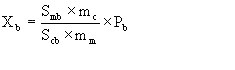 X_b = (S_mb × m_c) / (S_cb × m_m) × P_b